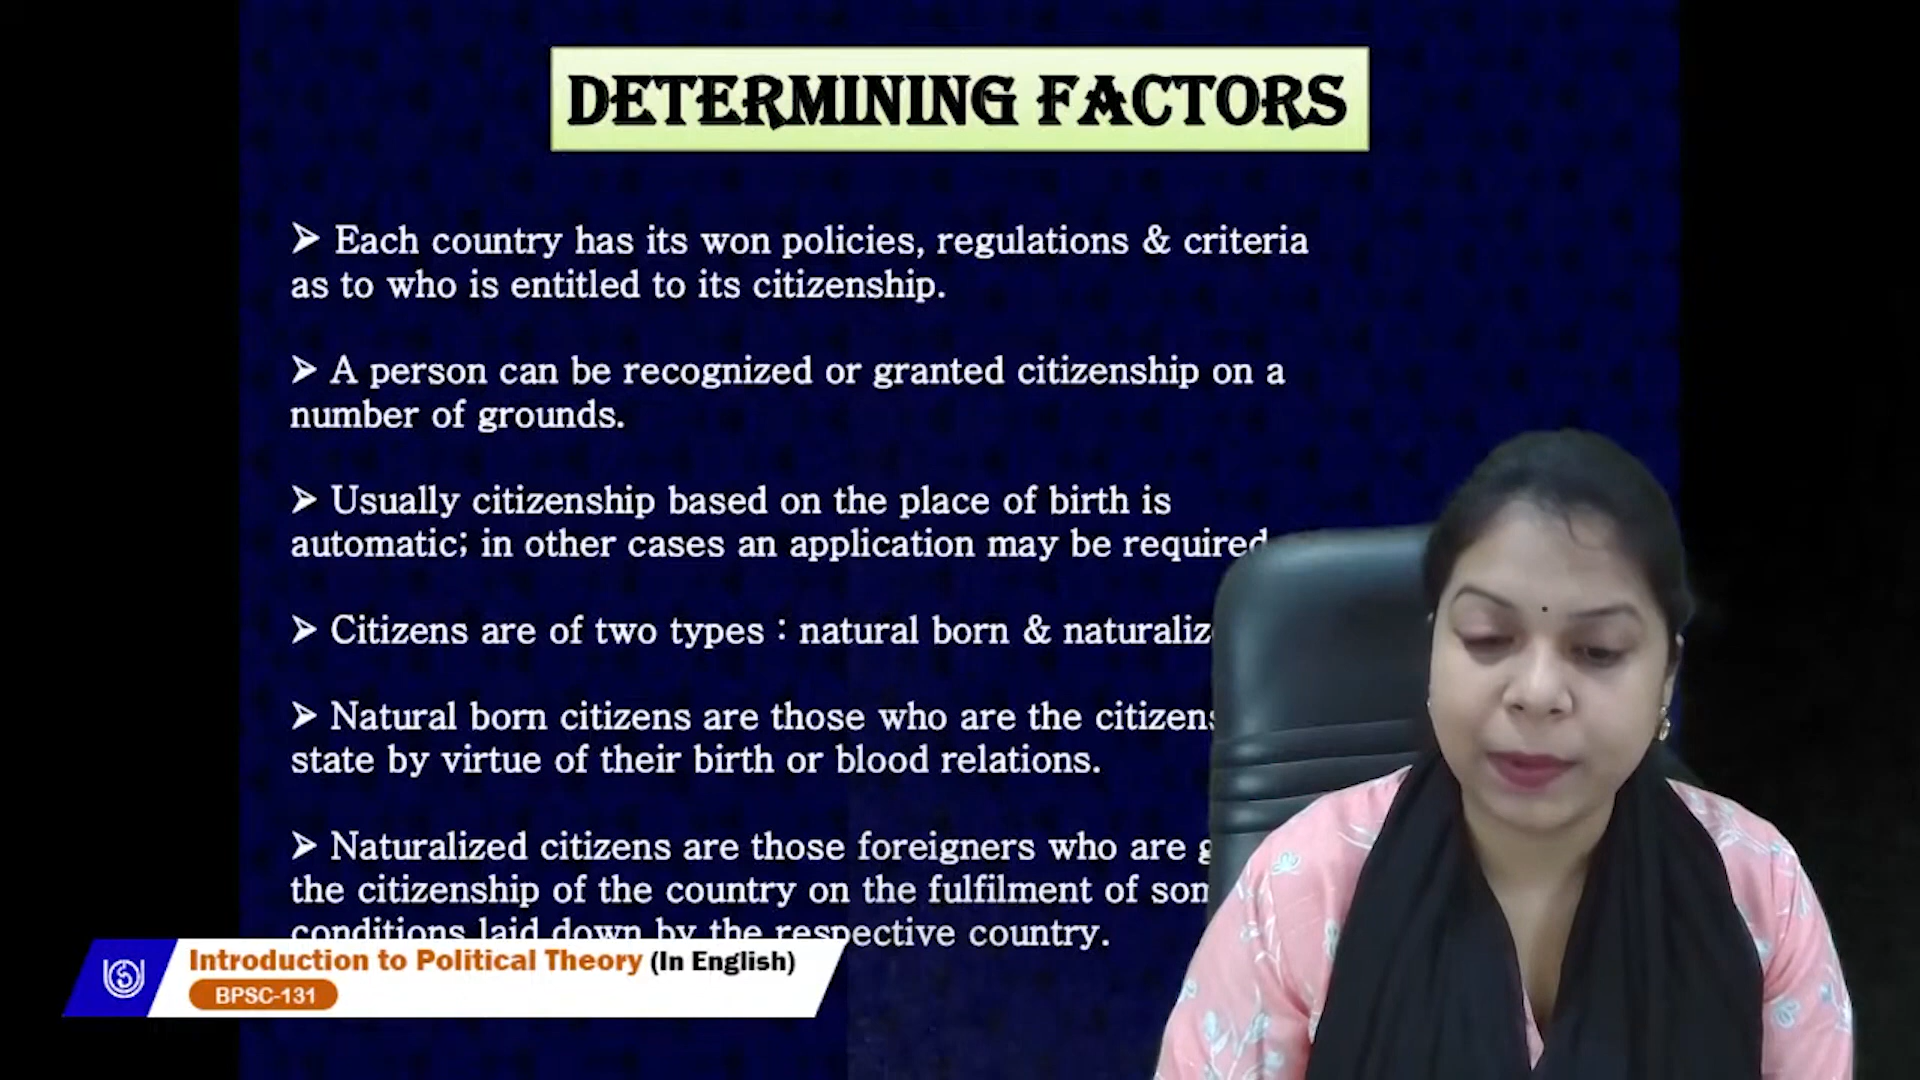 DETERMINING FACTORS
➢ Each country has its won policies, regulations & criteria
as to who is entitled to its citizenship.
➢ A person can be recognized or granted citizenship on a
number of grounds.
➢ Usually citizenship based on the place of birth is
automatic; in other cases an application may be required
➢ Citizens are of two types : natural born &
➢ Natural born citizens are those who are the citizens
state by virtue of their birth or blood relations.
➢ Naturalized citizens are those foreigners who are
the citizenship of the country on the fulfilment of
conditions laid down by the respective country.
Introduction to Political Theory (In English)
BPSC-131